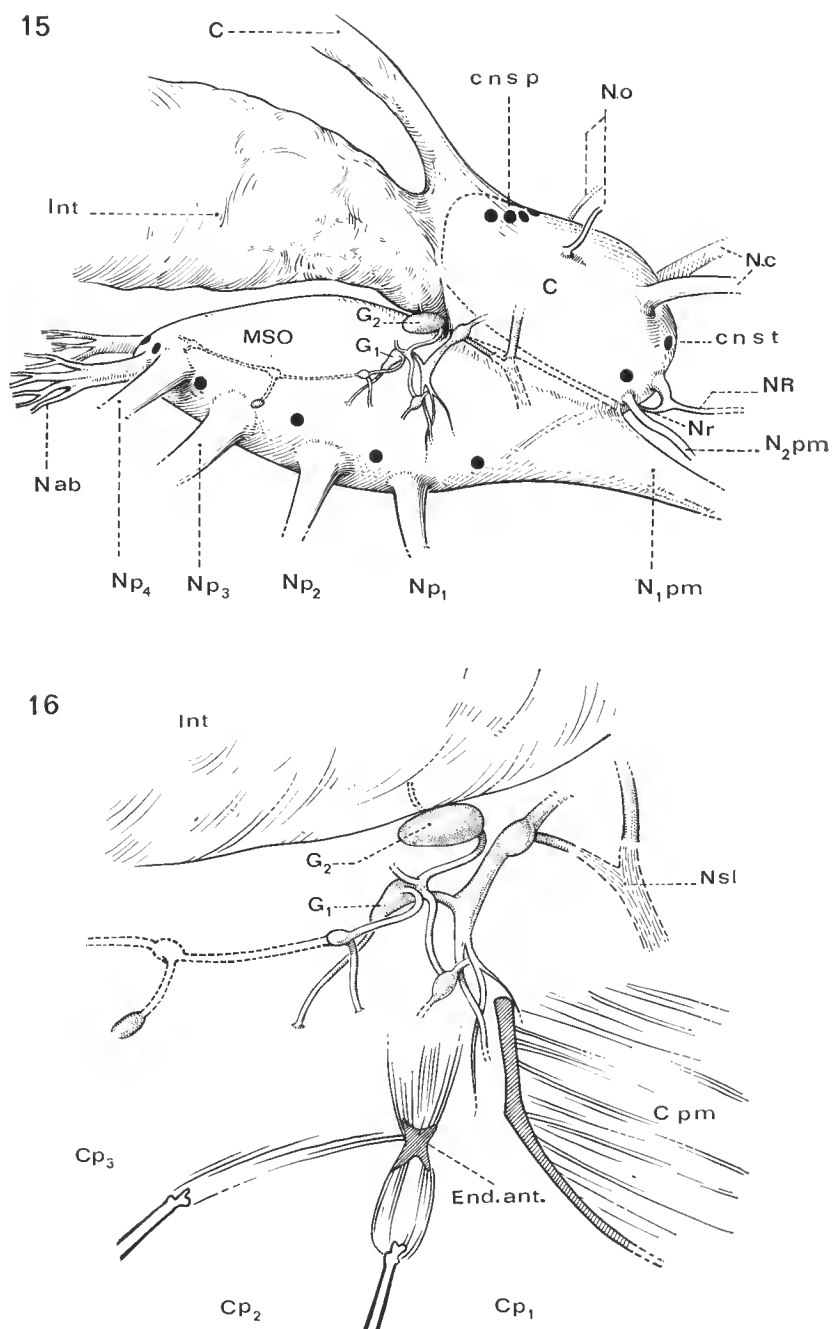 15
C
cnsp
N.o
Int
N.c
C
G₂
cnst
MSO
G₁
NR
Nr
N₂pm
Nab
Np₄
Np₃
Np₂
Np₁
N₁pm
16
Int
G₂
Nsl
G₁
C pm
Cp₃
End.ant.
Cp₂
Cp₁